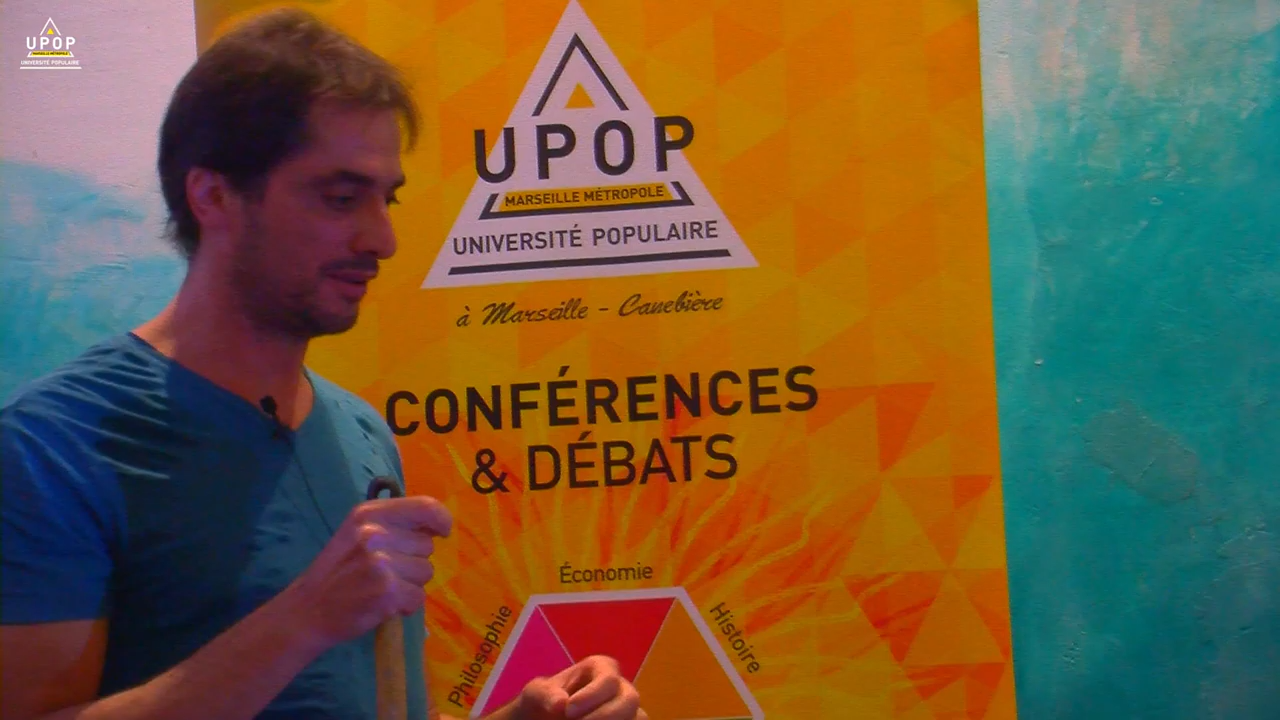 UPOP
MARSEILLE MÉTROPOLE
UNIVERSITÉ POPULAIRE
UPOP
MARSEILLE MÉTROPOLE
UNIVERSITÉ POPULAIRE
à Marseille - Canebière
CONFÉRENCES
& DÉBATS
Économie
Philosophie
Histoire